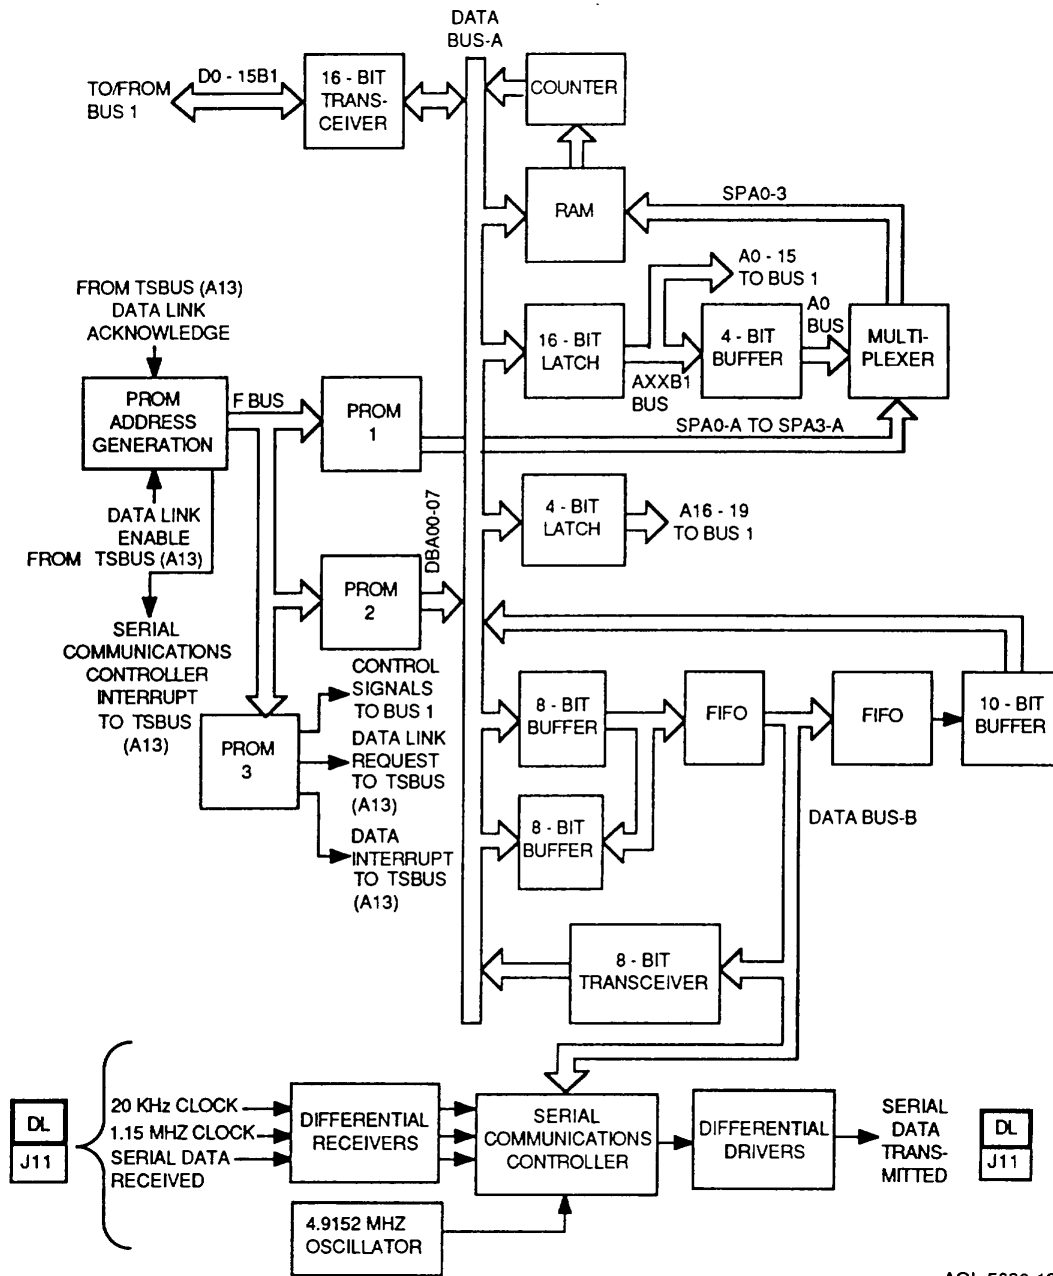 DATA
BUS-A
D0 - 15B1
TO/FROM
BUS 1
16 - BIT
TRANS-
CEIVER
COUNTER
RAM
SPA0-3
A0 - 15
TO BUS 1
FROM TSBUS (A13)
DATA LINK
ACKNOWLEDGE
16 - BIT
LATCH
AXXB1
BUS
4 - BIT
BUFFER
A0
BUS
MULTI-
PLEXER
PROM
ADDRESS
GENERATION
F BUS
PROM
1
SPA0-A TO SPA3-A
DATA LINK
ENABLE
FROM TSBUS (A13)
DBA00-07
4 - BIT
LATCH
A16 - 19
TO BUS 1
PROM
2
SERIAL
COMMUNICATIONS
CONTROLLER
INTERRUPT
TO TSBUS
(A13)
CONTROL
SIGNALS
TO BUS 1
PROM
3
DATA LINK
REQUEST
TO TSBUS
(A13)
DATA
INTERRUPT
TO TSBUS
(A13)
8 - BIT
BUFFER
FIFO
FIFO
10 - BIT
BUFFER
8 - BIT
BUFFER
DATA BUS-B
8 - BIT
TRANSCEIVER
DL
J11
20 KHz CLOCK
1.15 MHZ CLOCK
SERIAL DATA
RECEIVED
DIFFERENTIAL
RECEIVERS
SERIAL
COMMUNICATIONS
CONTROLLER
DIFFERENTIAL
DRIVERS
SERIAL
DATA
TRANS-
MITTED
DL
J11
4.9152 MHZ
OSCILLATOR